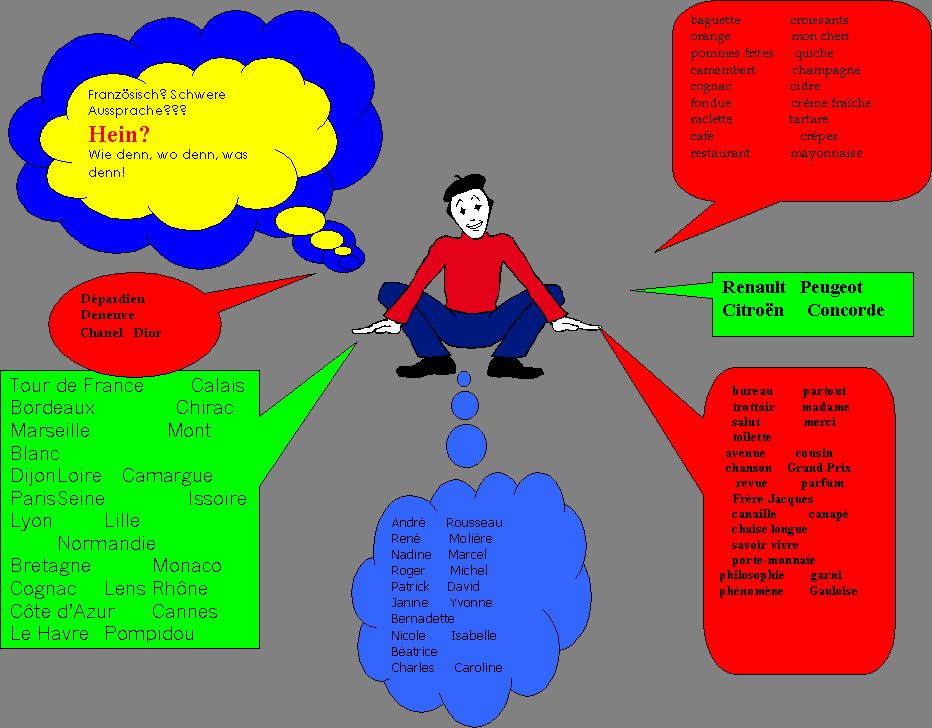 Französisch? Schwere
Aussprache???
Hein?
Wie denn, wo denn, was
denn!
baguette croissants
orange mon chéri
pommes frites quiche
camembert champagne
cognac cidre
fondue créme fraîche
raclette tartare
café crêpes
restaurant mayonnaise
Dépardien
Deneuve
Chanel Dior
Renault Peugeot
Citroën Concorde
Tour de France Calais
Bordeaux Chirac
Marseille Mont
Blanc
DijonLoire Camargue
ParisSeine Issoire
Lyon Lille
Normandie
Bretagne Monaco
Cognac Lens Rhône
Côte d'Azur Cannes
Le Havre Pompidou
bureau partout
trottoir madame
salut merci
toilette
avenue cousin
chanson Grand Prix
revue parfum
Frère Jacques
canaille canapé
chaise longue
savoir vivre
porte-monnaie
philosophie garni
phénomène Gauloise
André Rousseau
René Molière
Nadine Marcel
Roger Michel
Patrick David
Janine Yvonne
Bernadette
Nicole Isabelle
Béatrice
Charles Caroline